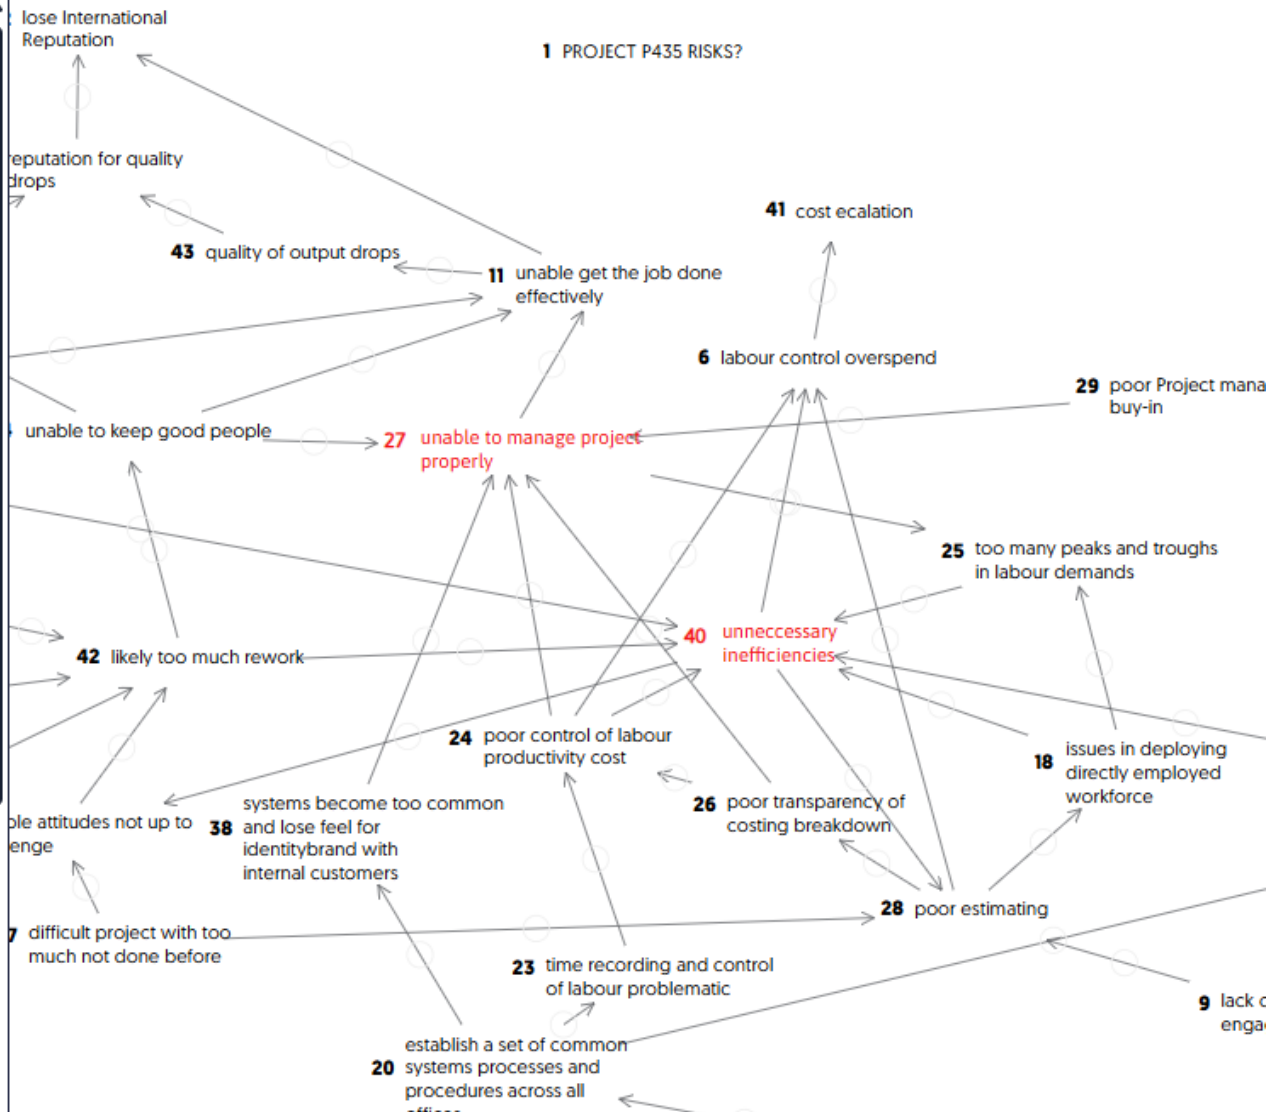 lose International
Reputation
1 PROJECT P435 RISKS?
reputation for quality
drops
41 cost ecalation
43 quality of output drops
11 unable get the job done
effectively
6 labour control overspend
29 poor Project mana
buy-in
unable to keep good people
27 unable to manage project
properly
25 too many peaks and troughs
in labour demands
40 unneccessary
inefficiencies
42 likely too much rework
24 poor control of labour
productivity cost
18 issues in deploying
directly employed
workforce
26 poor transparency of
costing breakdown
38 systems become too common
and lose feel for
identitybrand with
internal customers
ple attitudes not up to
enge
28 poor estimating
7 difficult project with too
much not done before
23 time recording and control
of labour problematic
9 lack
enga
20 establish a set of common
systems processes and
procedures across all